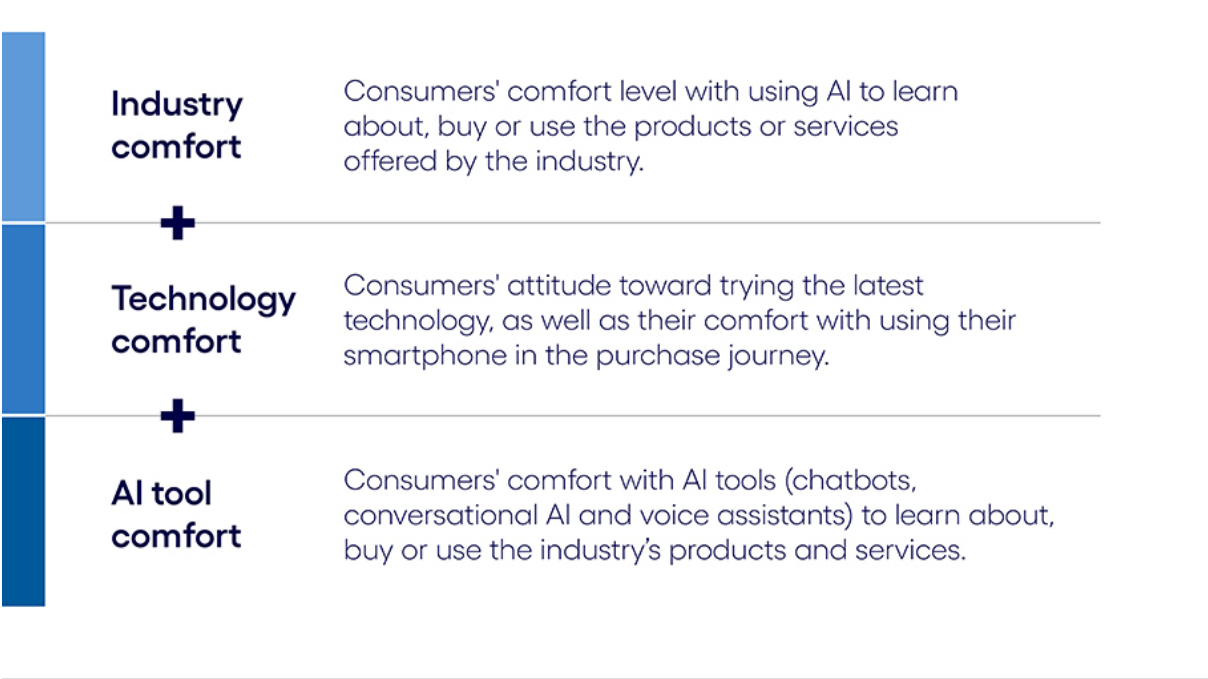 Industry
comfort
Consumers' comfort level with using AI to learn
about, buy or use the products or services
offered by the industry.
+
Technology
comfort
Consumers' attitude toward trying the latest
technology, as well as their comfort with using their
smartphone in the purchase journey.
+
AI tool
comfort
Consumers' comfort with AI tools (chatbots,
conversational AI and voice assistants) to learn about,
buy or use the industry’s products and services.